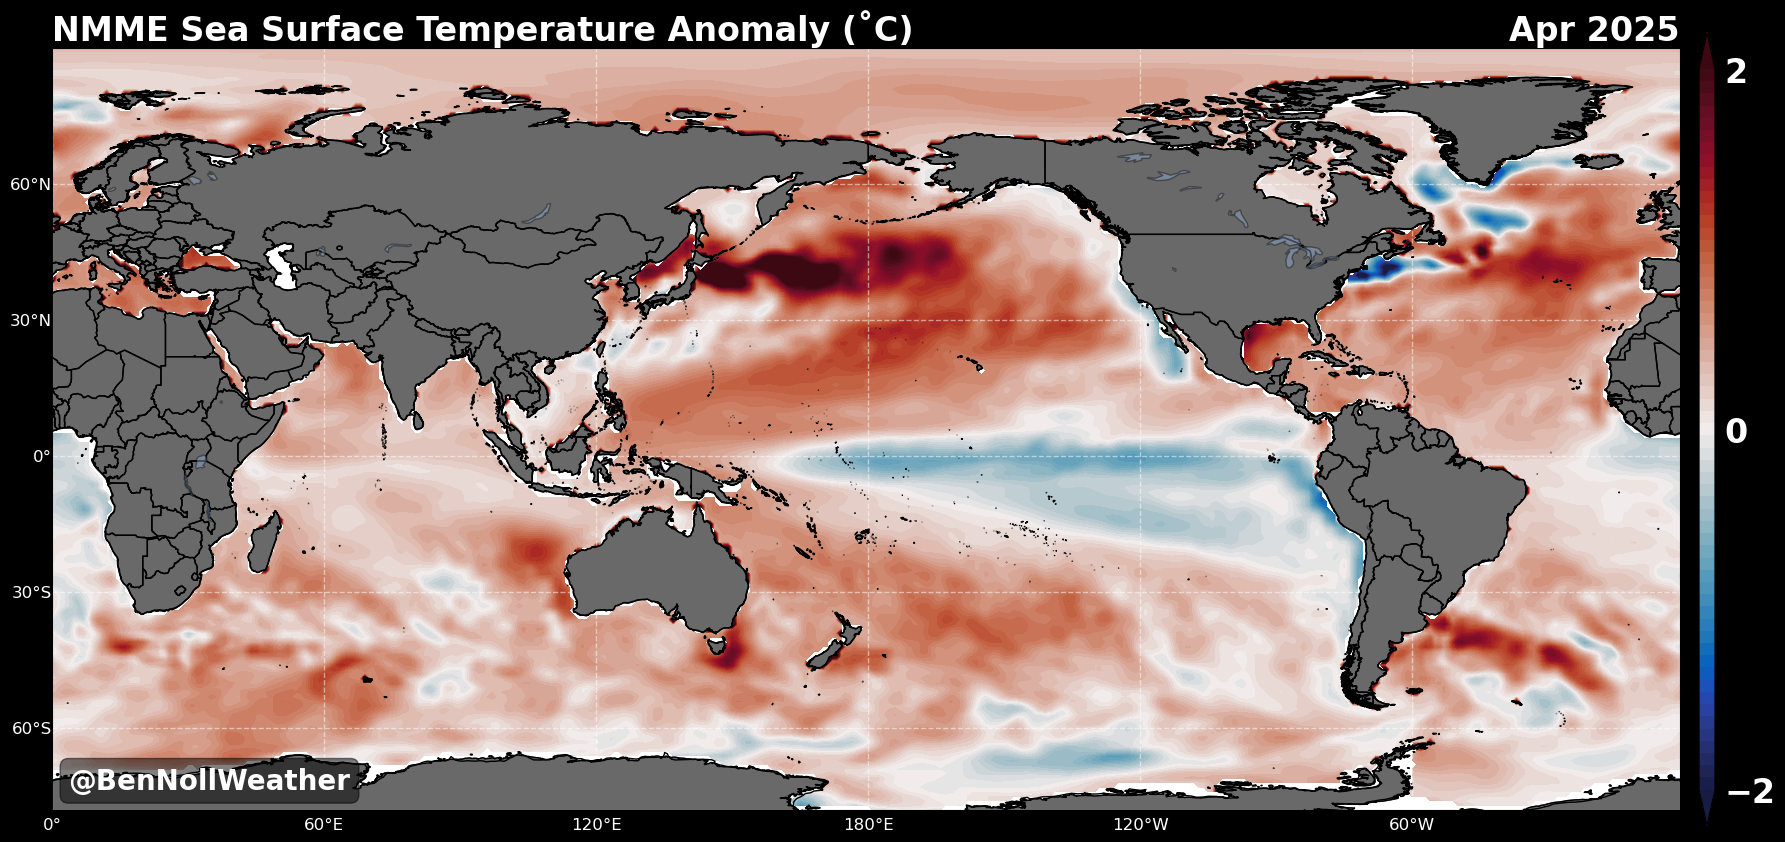 NMME Sea Surface Temperature Anomaly (˚C)
Apr 2025
2
0
−2
60°N
30°N
0°
30°S
60°S
@BenNollWeather
0°
60°E
120°E
180°E
120°W
60°W